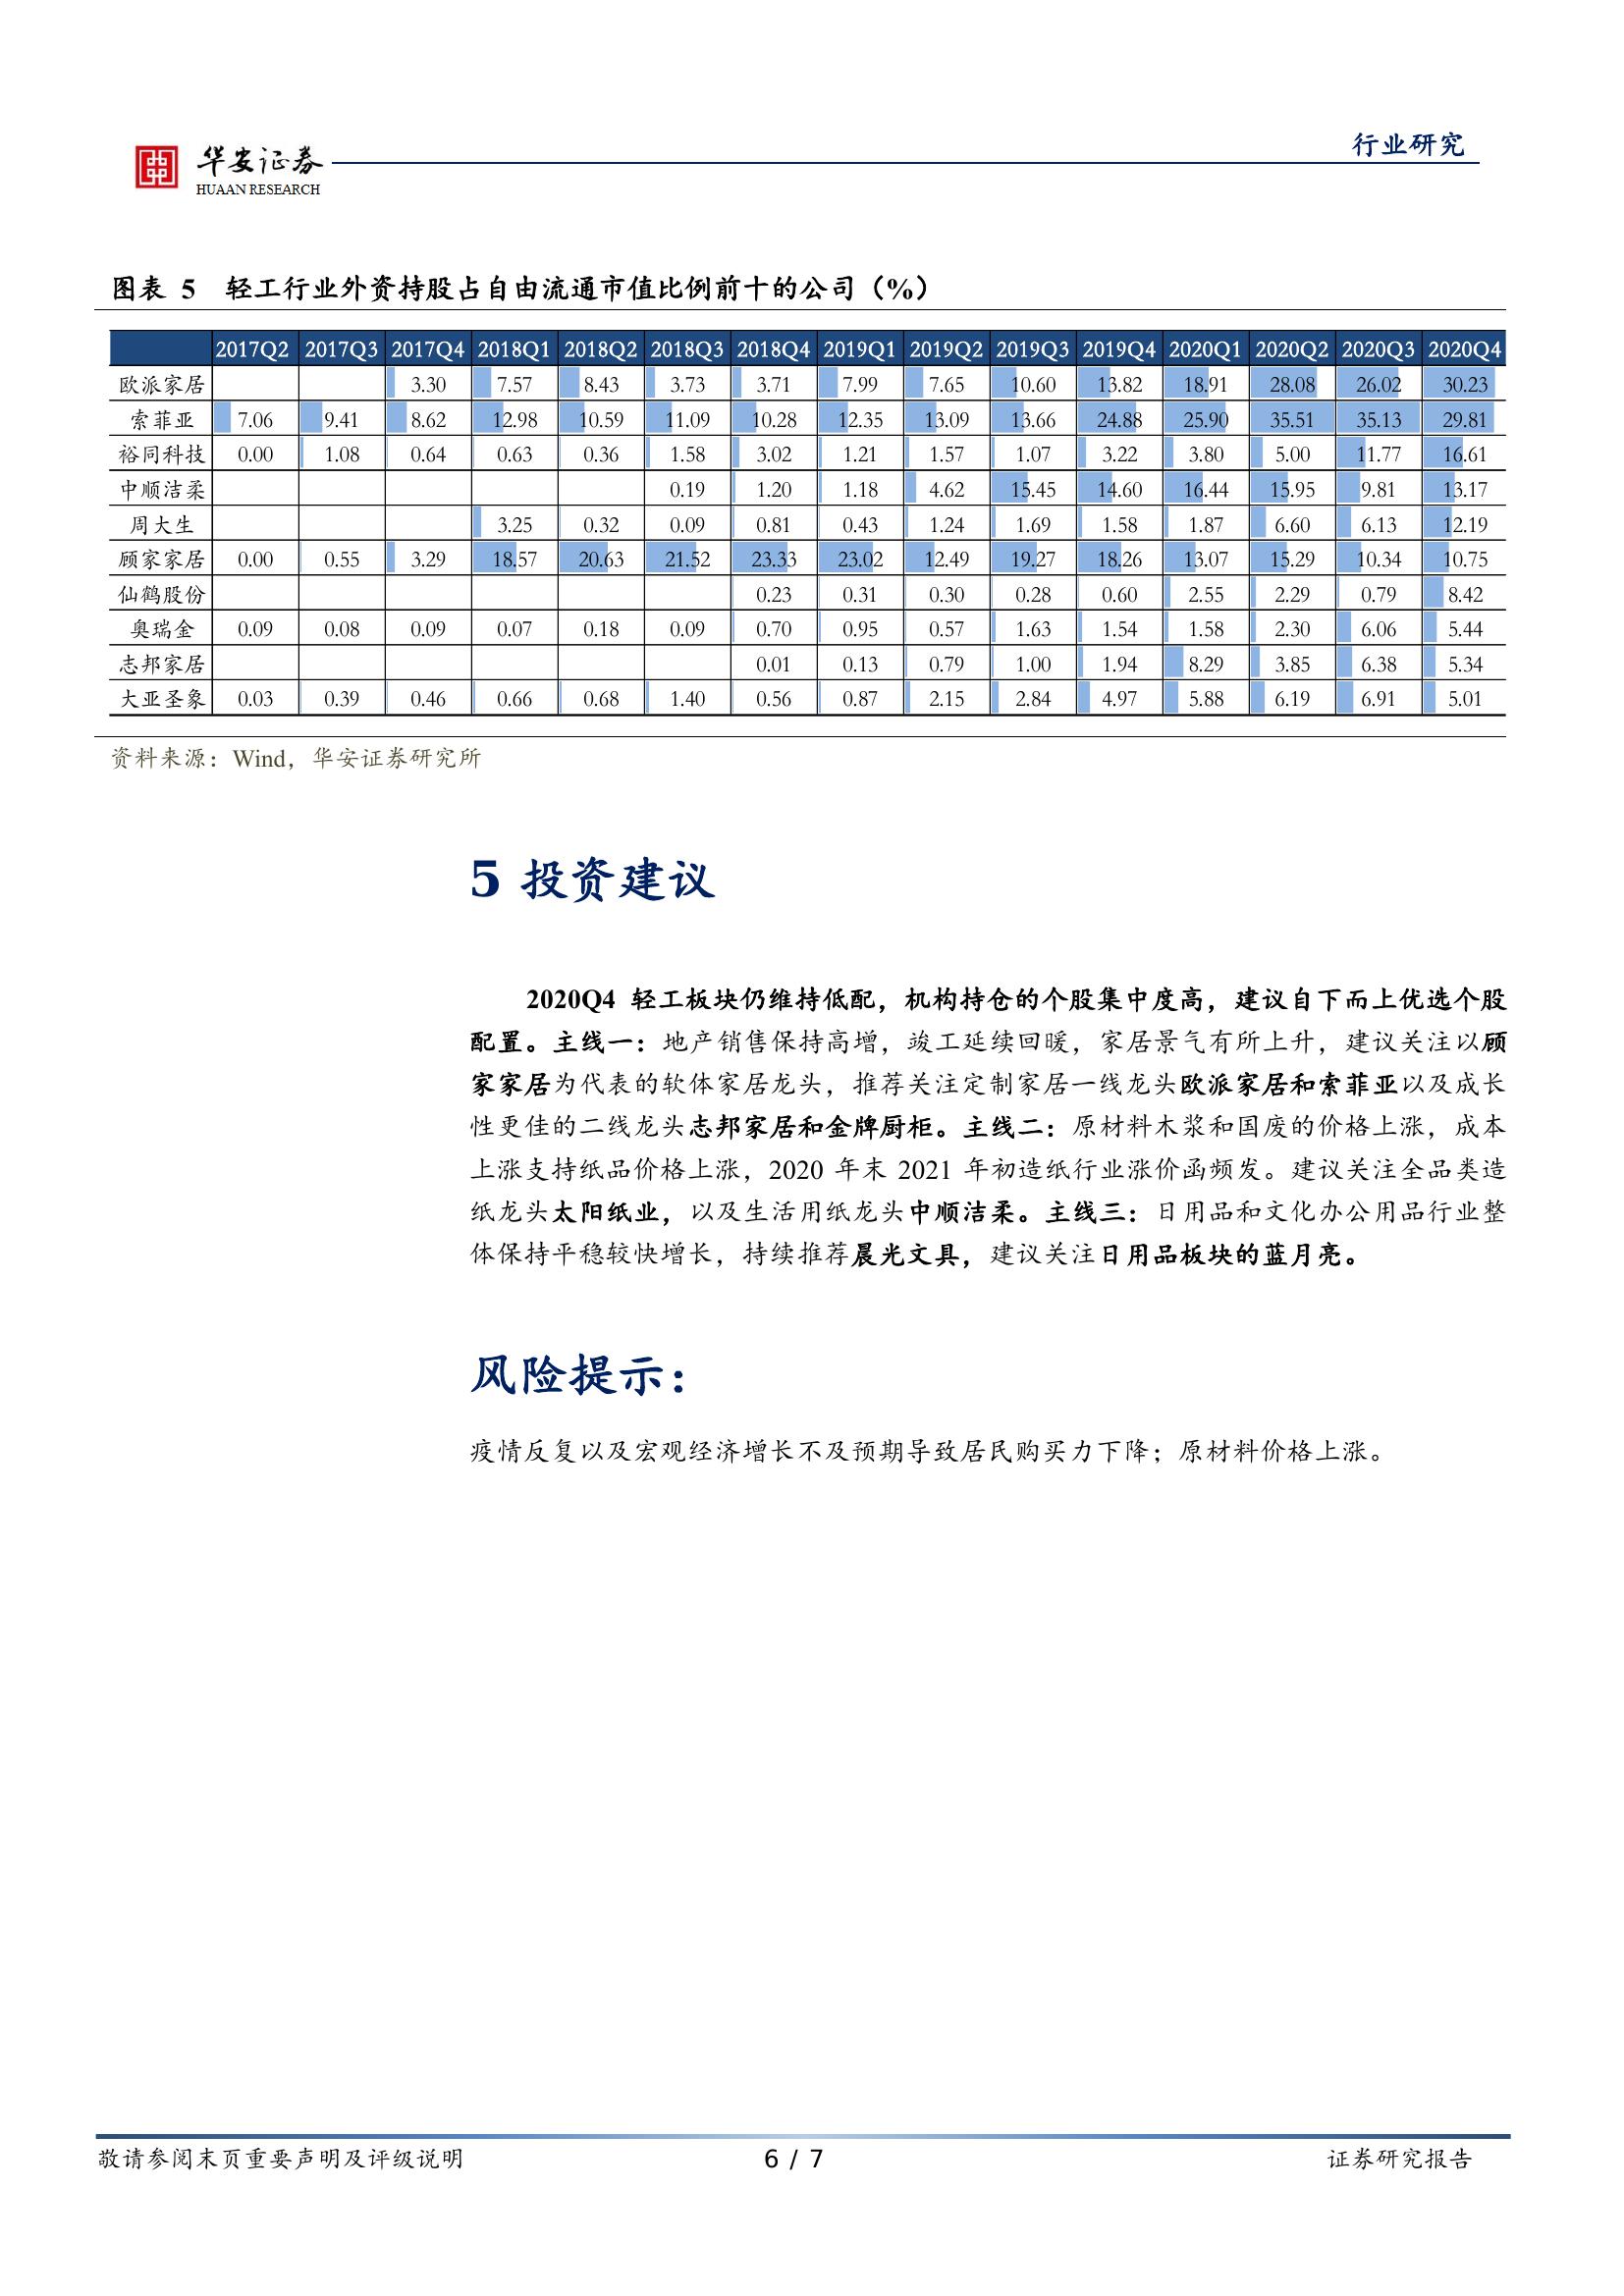 华安证券
HUAAN RESEARCH
行业研究
图表 5 轻工行业外资持股占自由流通市值比例前十的公司（%）
2017Q2 2017Q3 2017Q4 2018Q1 2018Q2 2018Q3 2018Q4 2019Q1 2019Q2 2019Q3 2019Q4 2020Q1 2020Q2 2020Q3 2020Q4
欧派家居 3.30 7.57 8.43 3.73 3.71 7.99 7.65 10.60 13.82 18.91 28.08 26.02 30.23
索菲亚 7.06 9.41 8.62 12.98 10.59 11.09 10.28 12.35 13.09 13.66 24.88 25.90 35.51 35.13 29.81
裕同科技 0.00 1.08 0.64 0.63 0.36 1.58 3.02 1.21 1.57 1.07 3.22 3.80 5.00 11.77 16.61
中顺洁柔 0.19 1.20 1.18 4.62 15.45 14.60 16.44 15.95 9.81 13.17
周大生 3.25 0.32 0.09 0.81 0.43 1.24 1.69 1.58 1.87 6.60 6.13 12.19
顾家家居 0.00 0.55 3.29 18.57 20.63 21.52 23.33 23.02 12.49 19.27 18.26 13.07 15.29 10.34 10.75
仙鹤股份 0.23 0.31 0.30 0.28 0.60 2.55 2.29 0.79 8.42
奥瑞金 0.09 0.08 0.09 0.07 0.18 0.09 0.70 0.95 0.57 1.63 1.54 1.58 2.30 6.06 5.44
志邦家居 0.01 0.13 0.79 1.00 1.94 8.29 3.85 6.38 5.34
大亚圣象 0.03 0.39 0.46 0.66 0.68 1.40 0.56 0.87 2.15 2.84 4.97 5.88 6.19 6.91 5.01
资料来源：Wind，华安证券研究所
5 投资建议
2020Q4 轻工板块仍维持低配，机构持仓的个股集中度高，建议自下而上优选个股
配置。主线一：地产销售保持高增，竣工延续回暖，家居景气有所上升，建议关注以顾
家家居为代表的软体家居龙头，推荐关注定制家居一线龙头欧派家居和索菲亚以及成长
性更佳的二线龙头志邦家居和金牌厨柜。主线二：原材料木浆和国废的价格上涨，成本
上涨支持纸品价格上涨，2020 年末 2021 年初造纸行业涨价函频发。建议关注全品类造
纸龙头太阳纸业，以及生活用纸龙头中顺洁柔。主线三：日用品和文化办公用品行业整
体保持平稳较快增长，持续推荐晨光文具，建议关注日用品板块的蓝月亮。
风险提示：
疫情反复以及宏观经济增长不及预期导致居民购买力下降；原材料价格上涨。
敬请参阅末页重要声明及评级说明
6 / 7
证券研究报告